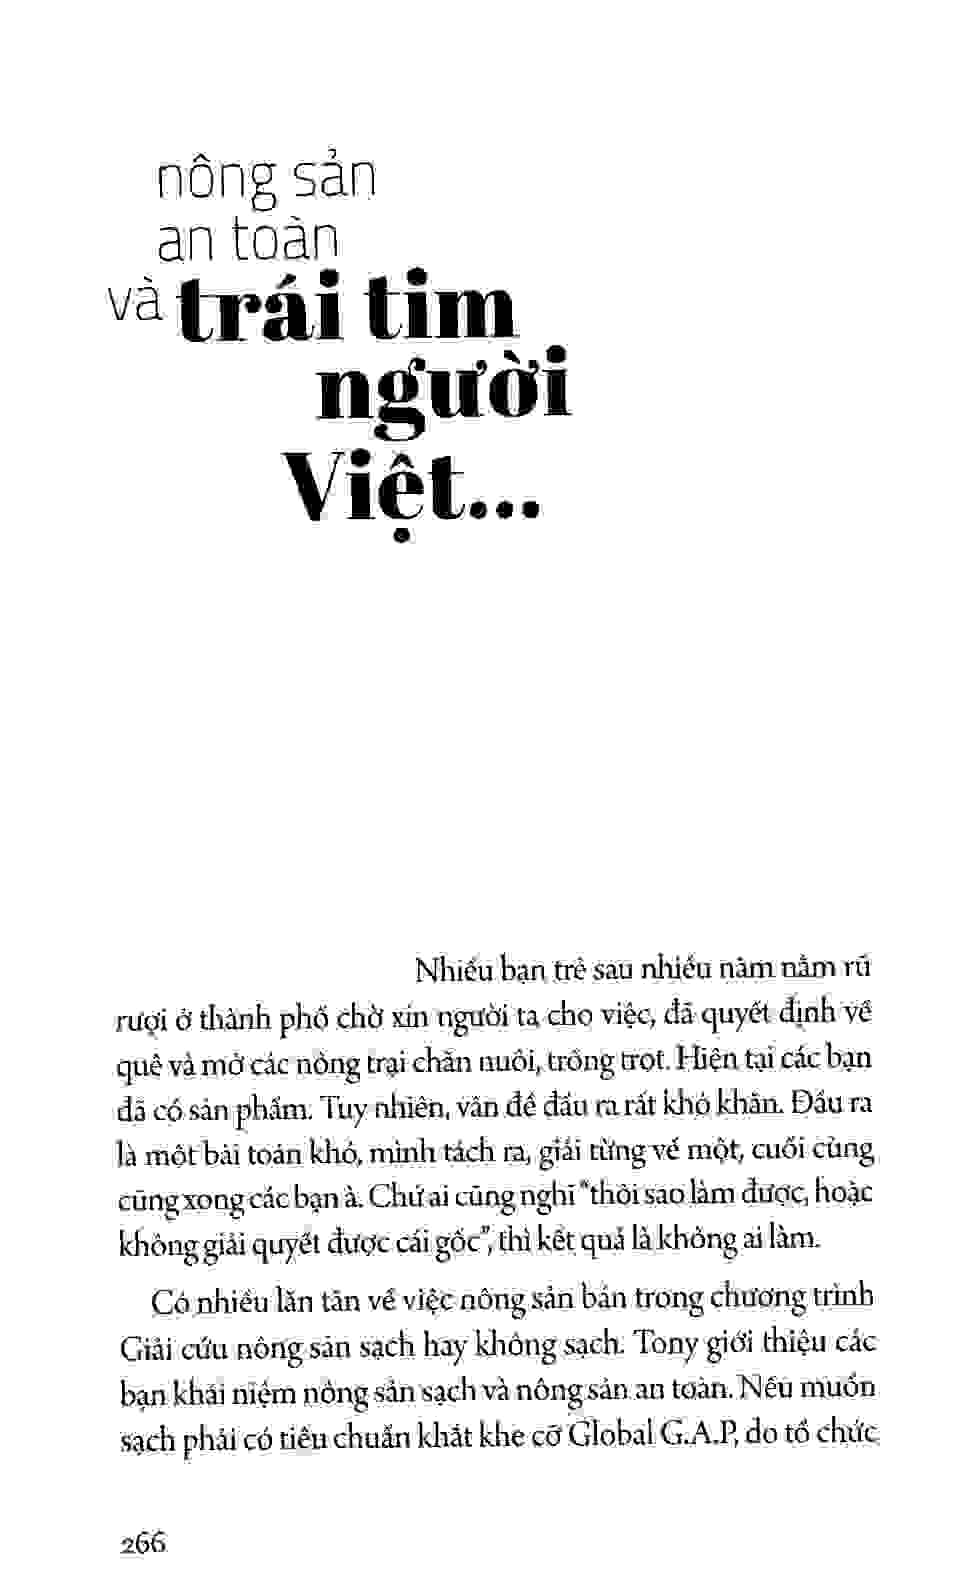 nông sản
an toàn
và trái tim
người
Việt...
Nhiều bạn trẻ sau nhiều năm nằm rũ
rượi ở thành phố chờ xin người ta cho việc, đã quyết định về
quê và mở các nông trại chăn nuôi, trồng trọt. Hiện tại các bạn
đã có sản phẩm. Tuy nhiên, vấn đề đầu ra rất khó khăn. Đầu ra
là một bài toán khó, mình tách ra, giải từng vế một, cuối cùng
cũng xong các bạn à. Chứ ai cũng nghĩ "thời sao làm được, hoặc
không giải quyết được cái gốc", thì kết quả là không ai làm.
Có nhiều lăn tăn về việc nông sản bán trong chương trình
Giải cứu nông sản sạch hay không sạch. Tony giới thiệu các
bạn khái niệm nông sản sạch và nông sản an toàn. Nếu muốn
sạch phải có tiêu chuẩn khắt khe cỡ Global G.A.P, do tổ chức
266